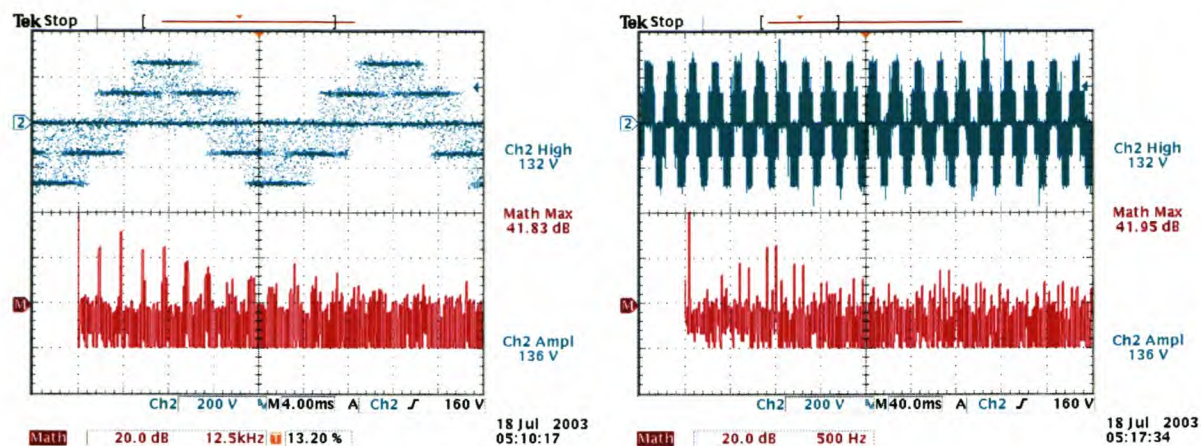 Tek Stop
2
Ch2 High
132 V
Math Max
41.83 dB
M
Ch2 Ampl
136 V
Ch2 200 V M 4.00ms A Ch2 160 V
18 Jul 2003
05:10:17
Math 20.0 dB 12.5kHz T 13.20 %
Tek Stop
2
Ch2 High
132 V
Math Max
41.95 dB
M
Ch2 Ampl
136 V
Ch2 200 V M 40.0ms A Ch2 160 V
18 Jul 2003
05:17:34
Math 20.0 dB 500 Hz